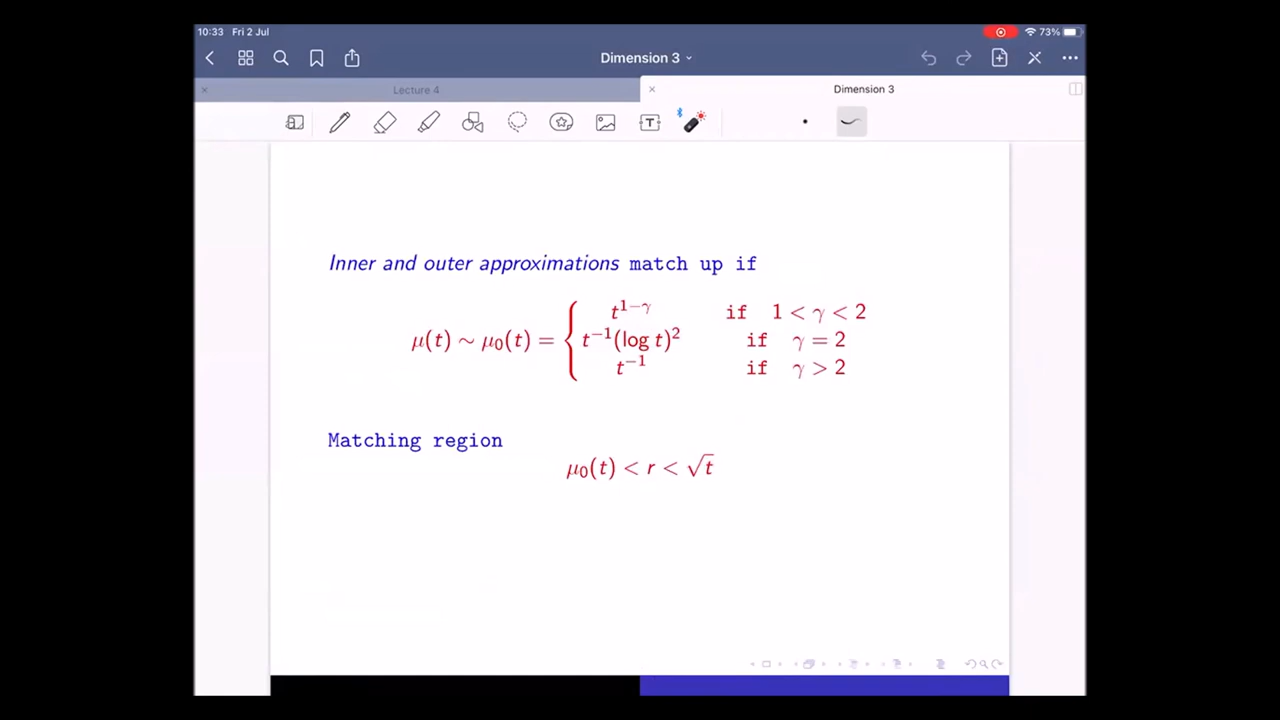 10:33 Fri 2 Jul
73%
Dimension 3
Lecture 4
Dimension 3
T
Inner and outer approximations match up if
μ(t) ∼ μ₀(t) = { t^{1−γ} if 1 < γ < 2
t^{−1}(log t)² if γ = 2
t^{−1} if γ > 2
Matching region
μ₀(t) < r < √t